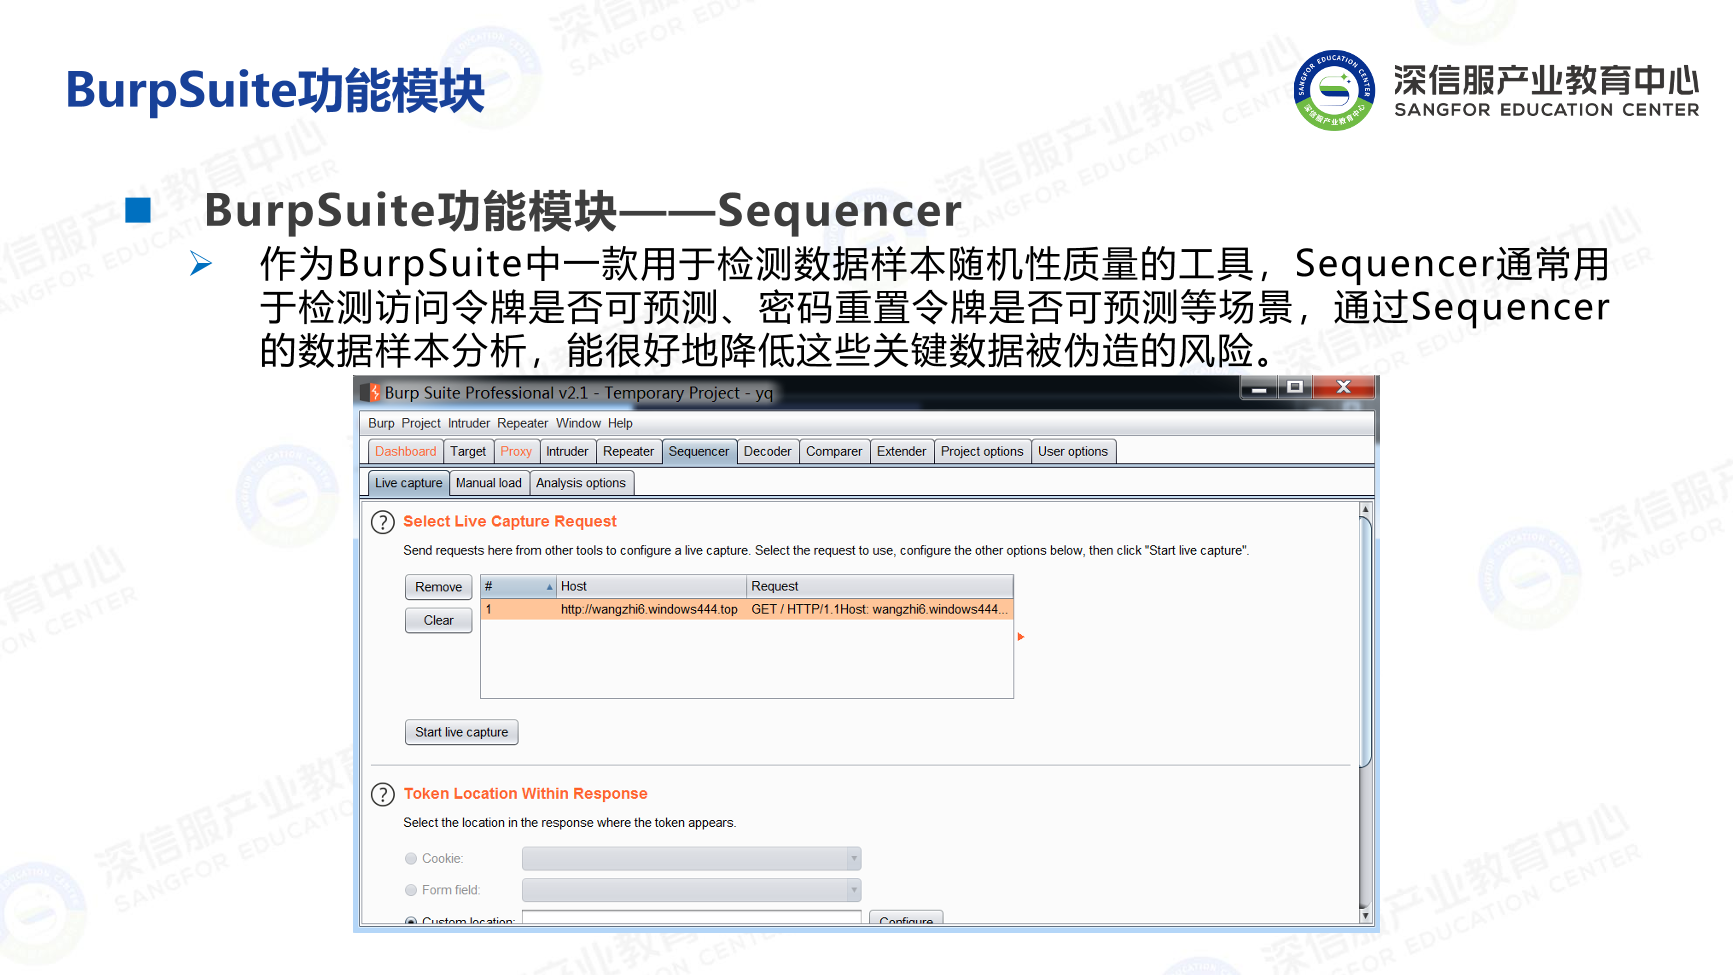 BurpSuite功能模块
深信服产业教育中心
SANGFOR EDUCATION CENTER
BurpSuite功能模块——Sequencer
作为BurpSuite中一款用于检测数据样本随机性质量的工具，Sequencer通常用
于检测访问令牌是否可预测、密码重置令牌是否可预测等场景，通过Sequencer
的数据样本分析，能很好地降低这些关键数据被伪造的风险。
Burp Suite Professional v2.1 - Temporary Project - yq
Burp Project Intruder Repeater Window Help
Dashboard Target Proxy Intruder Repeater Sequencer Decoder Comparer Extender Project options User options
Live capture Manual load Analysis options
? Select Live Capture Request
Send requests here from other tools to configure a live capture. Select the request to use, configure the other options below, then click "Start live capture".
Remove # Host Request
1 http://wangzhi6.windows444.top GET / HTTP/1.1Host: wangzhi6.windows444...
Clear
Start live capture
? Token Location Within Response
Select the location in the response where the token appears.
Cookie:
Form field:
Custom location: Configure